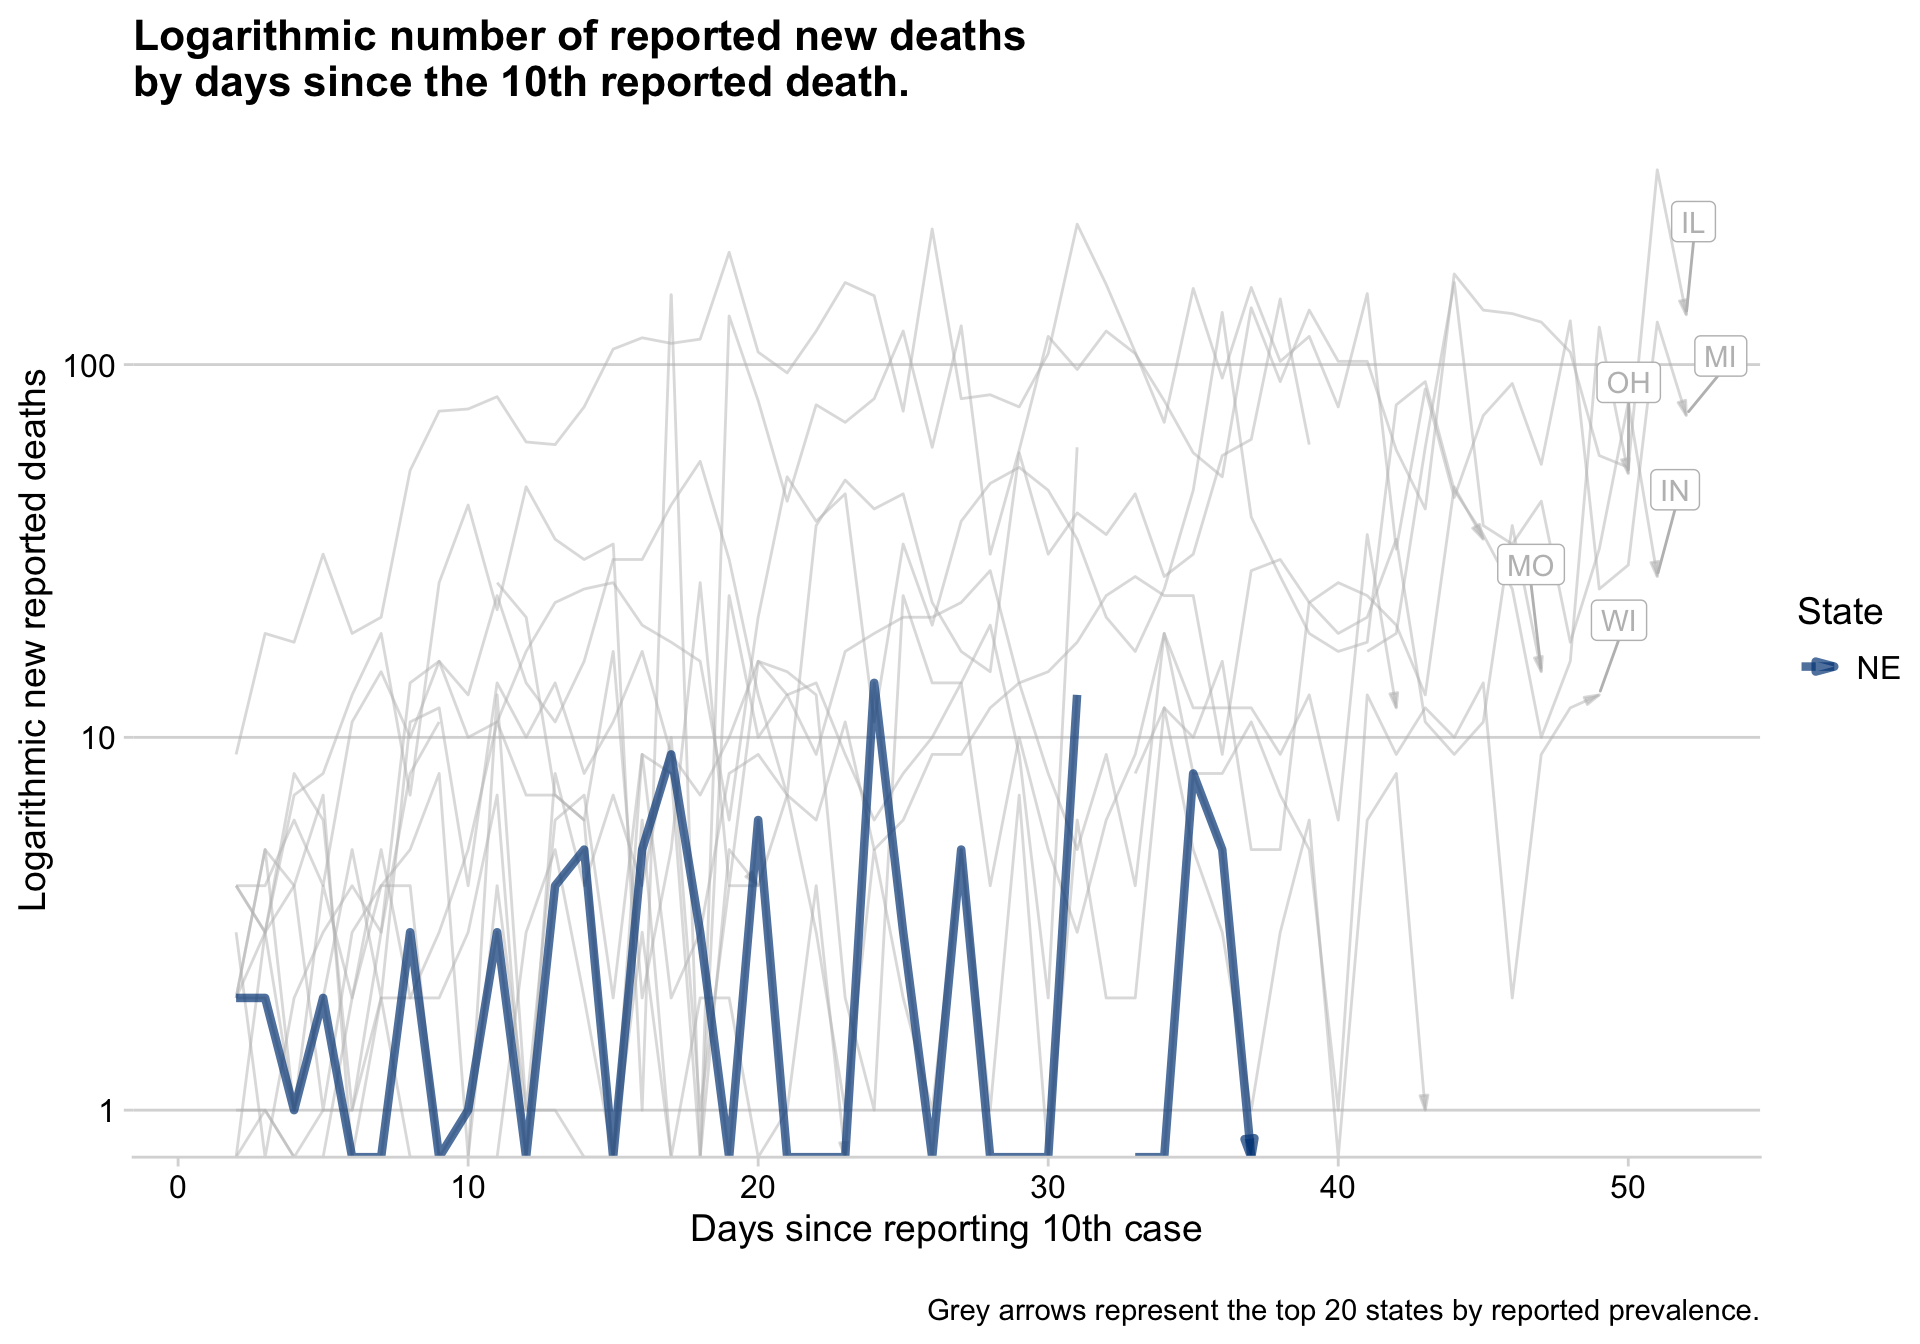 Logarithmic number of reported new deaths
by days since the 10th reported death.
Logarithmic new reported deaths
100
10
1
IL
MI
OH
IN
MO
WI
State
NE
0
10
20
30
40
50
Days since reporting 10th case
Grey arrows represent the top 20 states by reported prevalence.